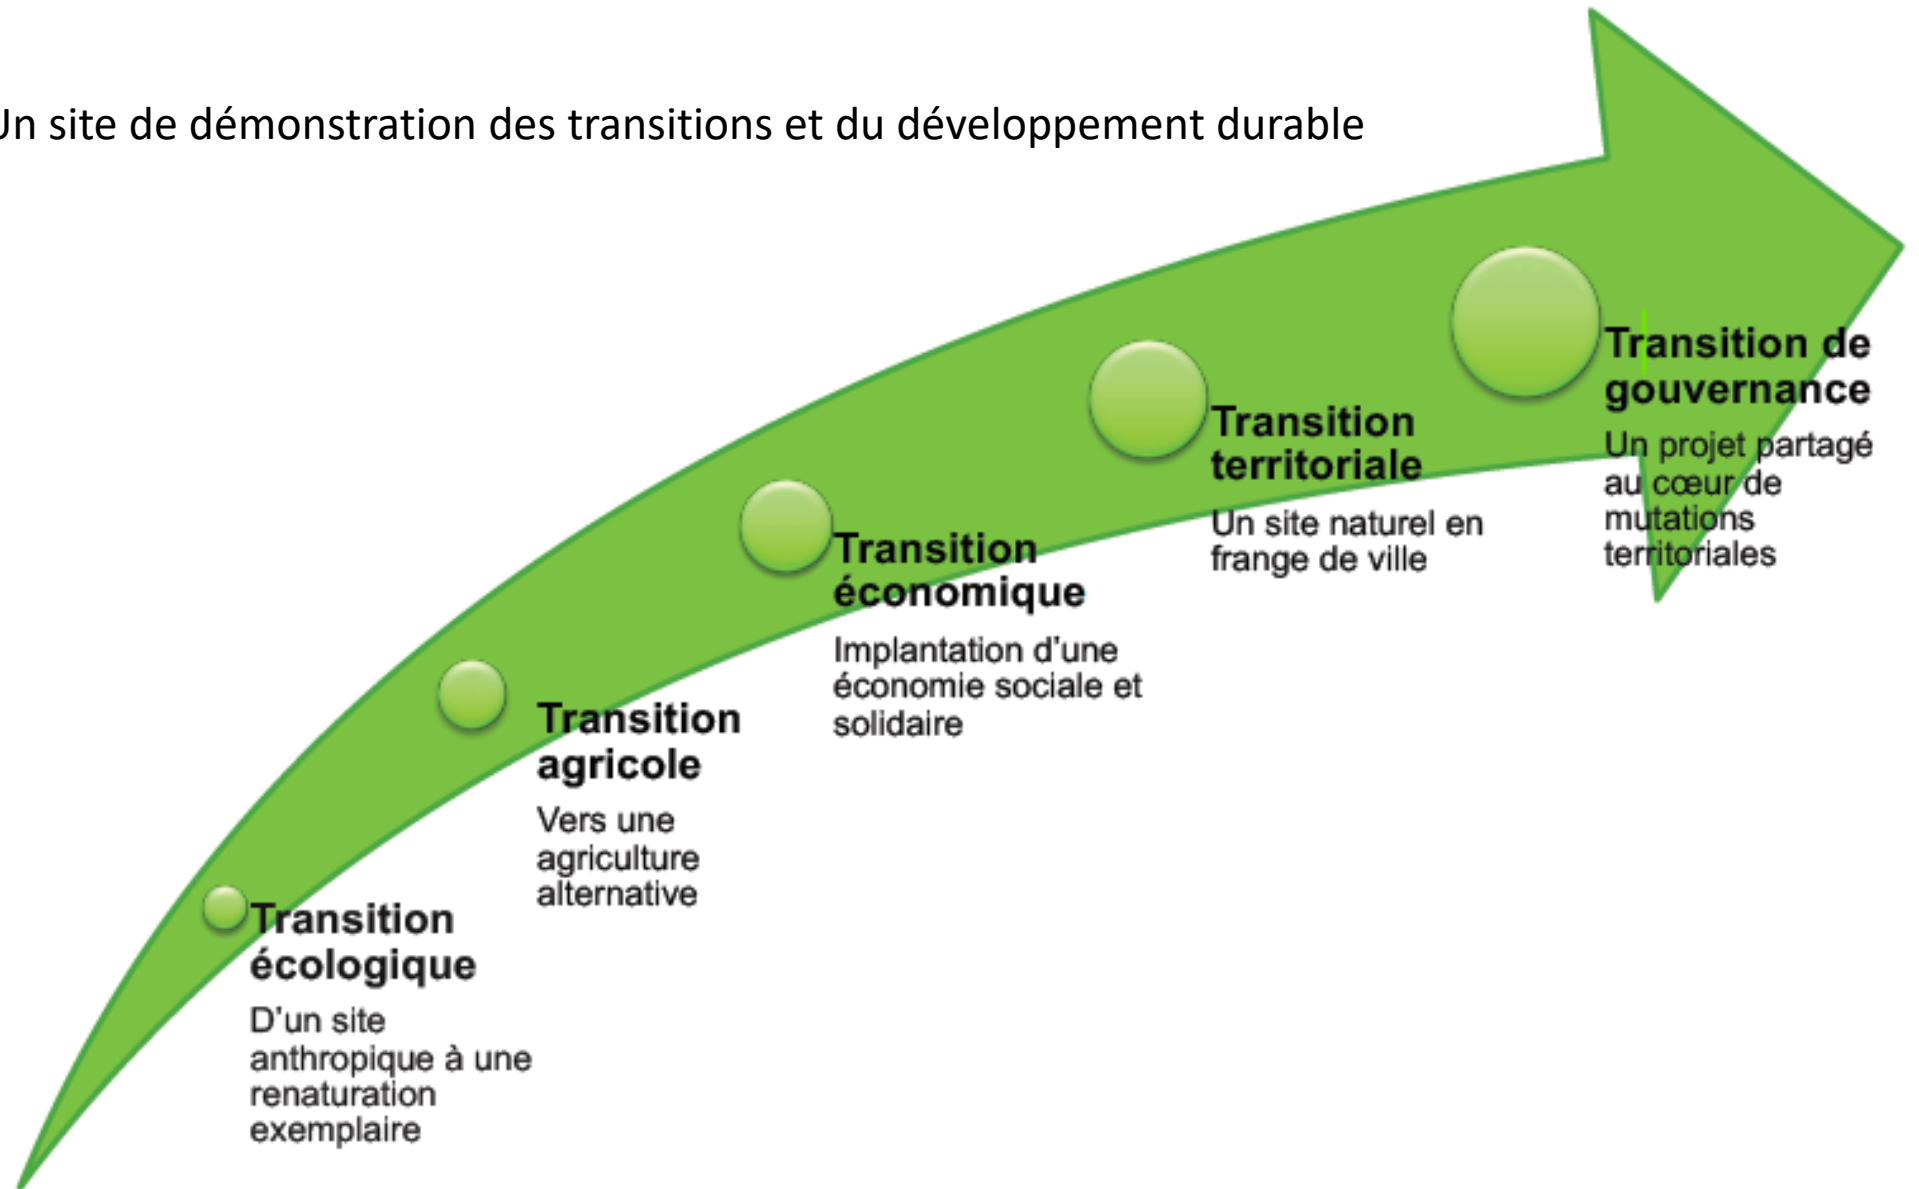 Un site de démonstration des transitions et du développement durable
Transition
écologique
D'un site
anthropique à une
renaturation
exemplaire
Transition
agricole
Vers une
agriculture
alternative
Transition
économique
Implantation d'une
économie sociale et
solidaire
Transition
territoriale
Un site naturel en
frange de ville
Transition de
gouvernance
Un projet partagé
au cœur de
mutations
territoriales